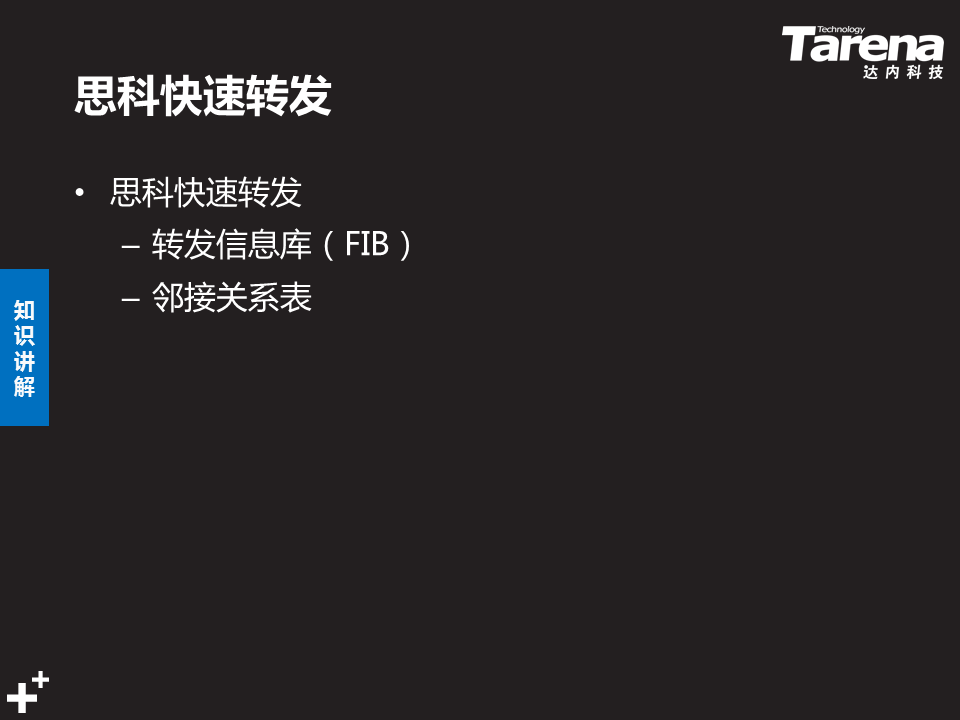 Technology
Tarena
达内科技
思科快速转发
• 思科快速转发
– 转发信息库（FIB）
– 邻接关系表
知
识
讲
解